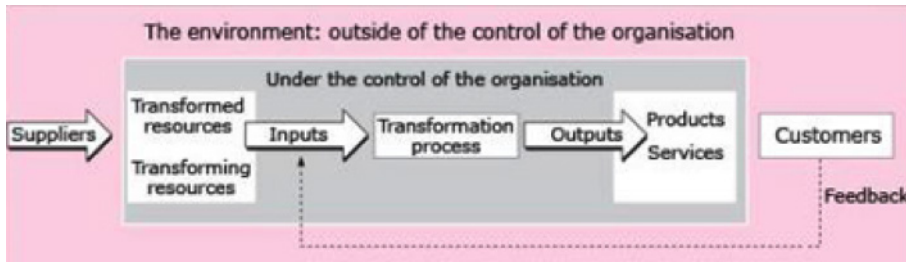 The environment: outside of the control of the organisation
Under the control of the organisation
Suppliers
Transformed
resources
Transforming
resources
Inputs
Transformation
process
Outputs
Products
Services
Customers
Feedback